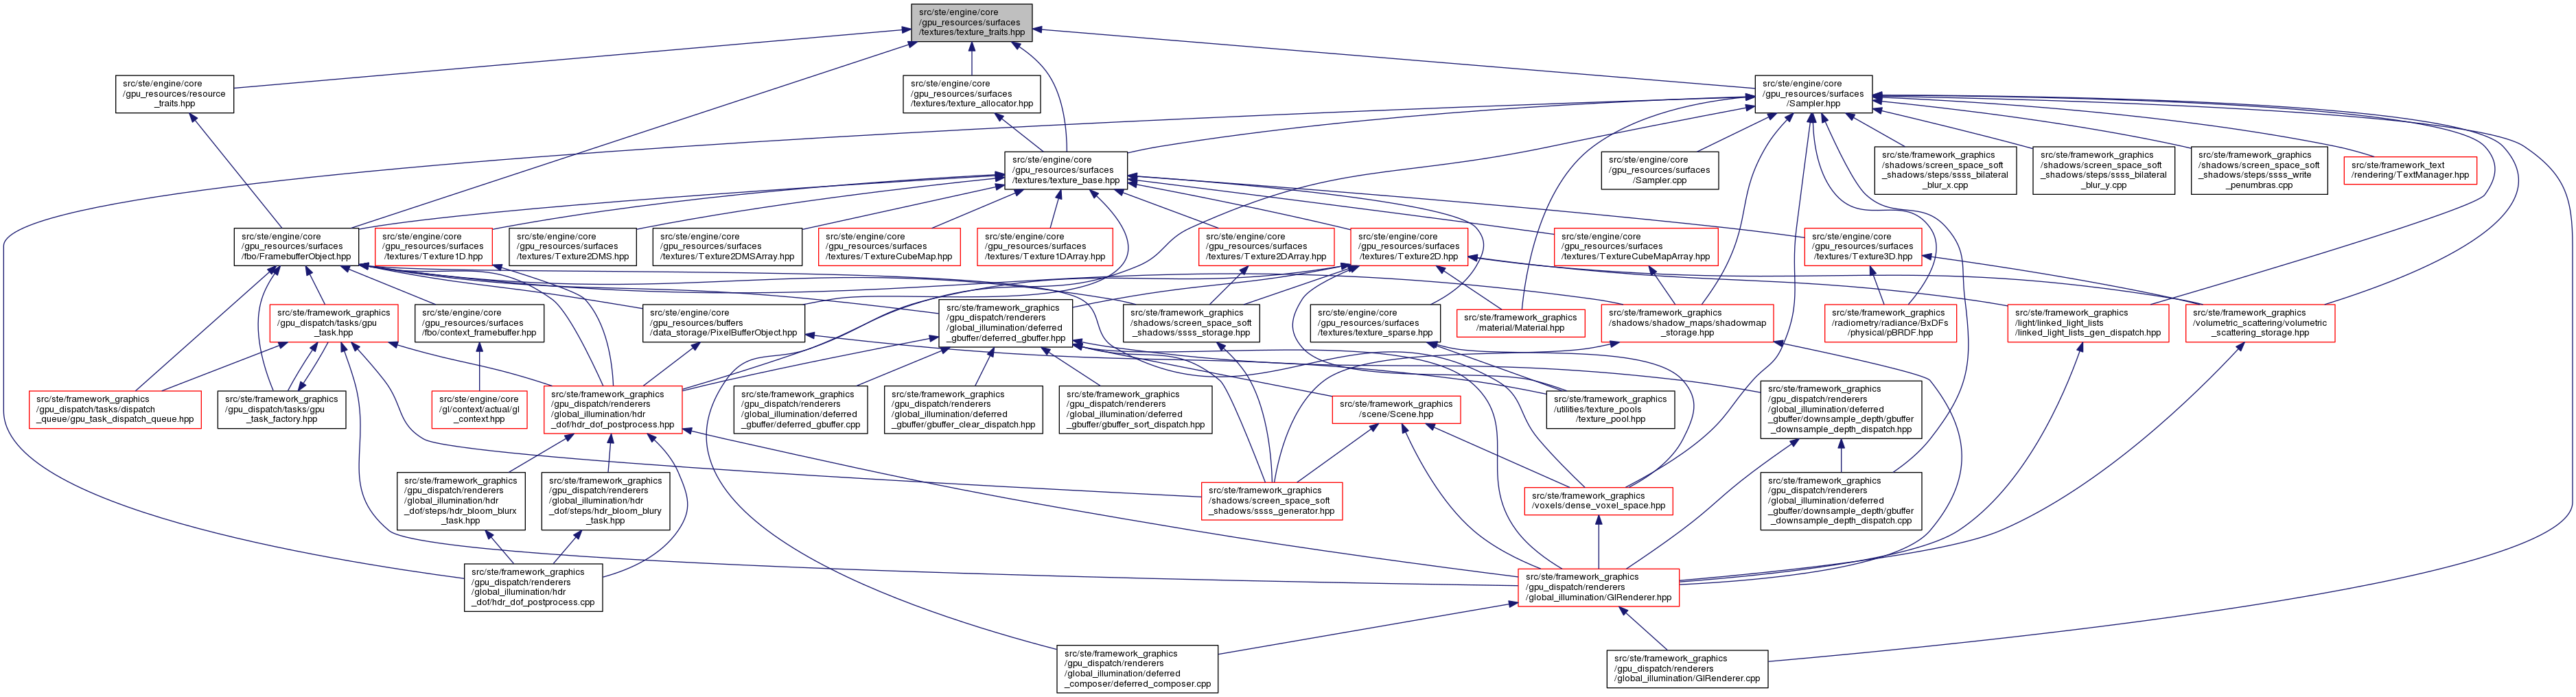 src/ste/engine/core
/gpu_resources/surfaces
/textures/texture_traits.hpp
src/ste/engine/core
/gpu_resources/resource
_traits.hpp
src/ste/engine/core
/gpu_resources/surfaces
/textures/texture_allocator.hpp
src/ste/engine/core
/gpu_resources/surfaces
/Sampler.hpp
src/ste/engine/core
/gpu_resources/surfaces
/textures/texture_base.hpp
src/ste/engine/core
/gpu_resources/surfaces
/Sampler.cpp
src/ste/framework_graphics
/shadows/screen_space_soft
_shadows/steps/ssss_bilateral
_blur_x.cpp
src/ste/framework_graphics
/shadows/screen_space_soft
_shadows/steps/ssss_bilateral
_blur_y.cpp
src/ste/framework_graphics
/shadows/screen_space_soft
_shadows/steps/ssss_write
_penumbras.cpp
src/ste/framework_text
/rendering/TextManager.hpp
src/ste/engine/core
/gpu_resources/surfaces
/fbo/FramebufferObject.hpp
src/ste/engine/core
/gpu_resources/surfaces
/textures/Texture1D.hpp
src/ste/engine/core
/gpu_resources/surfaces
/textures/Texture2DMS.hpp
src/ste/engine/core
/gpu_resources/surfaces
/textures/Texture2DMSArray.hpp
src/ste/engine/core
/gpu_resources/surfaces
/textures/TextureCubeMap.hpp
src/ste/engine/core
/gpu_resources/surfaces
/textures/Texture1DArray.hpp
src/ste/engine/core
/gpu_resources/surfaces
/textures/Texture2DArray.hpp
src/ste/engine/core
/gpu_resources/surfaces
/textures/Texture2D.hpp
src/ste/engine/core
/gpu_resources/surfaces
/textures/TextureCubeMapArray.hpp
src/ste/engine/core
/gpu_resources/surfaces
/textures/Texture3D.hpp
src/ste/framework_graphics
/gpu_dispatch/tasks/gpu
_task.hpp
src/ste/engine/core
/gpu_resources/surfaces
/fbo/context_framebuffer.hpp
src/ste/engine/core
/gpu_resources/buffers
/data_storage/PixelBufferObject.hpp
src/ste/framework_graphics
/gpu_dispatch/renderers
/global_illumination/deferred
_gbuffer/deferred_gbuffer.hpp
src/ste/framework_graphics
/shadows/screen_space_soft
_shadows/ssss_storage.hpp
src/ste/engine/core
/gpu_resources/surfaces
/textures/texture_sparse.hpp
src/ste/framework_graphics
/material/Material.hpp
src/ste/framework_graphics
/shadows/shadow_maps/shadowmap
_storage.hpp
src/ste/framework_graphics
/radiometry/radiance/BxDFs
/physical/pBRDF.hpp
src/ste/framework_graphics
/light/linked_light_lists
/linked_light_lists_gen_dispatch.hpp
src/ste/framework_graphics
/volumetric_scattering/volumetric
_scattering_storage.hpp
src/ste/framework_graphics
/gpu_dispatch/tasks/dispatch
_queue/gpu_task_dispatch_queue.hpp
src/ste/framework_graphics
/gpu_dispatch/tasks/gpu
_task_factory.hpp
src/ste/engine/core
/gl/context/actual/gl
_context.hpp
src/ste/framework_graphics
/gpu_dispatch/renderers
/global_illumination/hdr
_dof/hdr_dof_postprocess.hpp
src/ste/framework_graphics
/gpu_dispatch/renderers
/global_illumination/deferred
_gbuffer/deferred_gbuffer.cpp
src/ste/framework_graphics
/gpu_dispatch/renderers
/global_illumination/deferred
_gbuffer/gbuffer_clear_dispatch.hpp
src/ste/framework_graphics
/gpu_dispatch/renderers
/global_illumination/deferred
_gbuffer/gbuffer_sort_dispatch.hpp
src/ste/framework_graphics
/scene/Scene.hpp
src/ste/framework_graphics
/utilities/texture_pools
/texture_pool.hpp
src/ste/framework_graphics
/gpu_dispatch/renderers
/global_illumination/deferred
_gbuffer/downsample_depth/gbuffer
_downsample_depth_dispatch.hpp
src/ste/framework_graphics
/gpu_dispatch/renderers
/global_illumination/hdr
_dof/steps/hdr_bloom_blurx
_task.hpp
src/ste/framework_graphics
/gpu_dispatch/renderers
/global_illumination/hdr
_dof/steps/hdr_bloom_blury
_task.hpp
src/ste/framework_graphics
/shadows/screen_space_soft
_shadows/ssss_generator.hpp
src/ste/framework_graphics
/voxels/dense_voxel_space.hpp
src/ste/framework_graphics
/gpu_dispatch/renderers
/global_illumination/deferred
_gbuffer/downsample_depth/gbuffer
_downsample_depth_dispatch.cpp
src/ste/framework_graphics
/gpu_dispatch/renderers
/global_illumination/hdr
_dof/hdr_dof_postprocess.cpp
src/ste/framework_graphics
/gpu_dispatch/renderers
/global_illumination/GIRenderer.hpp
src/ste/framework_graphics
/gpu_dispatch/renderers
/global_illumination/deferred
_composer/deferred_composer.cpp
src/ste/framework_graphics
/gpu_dispatch/renderers
/global_illumination/GIRenderer.cpp